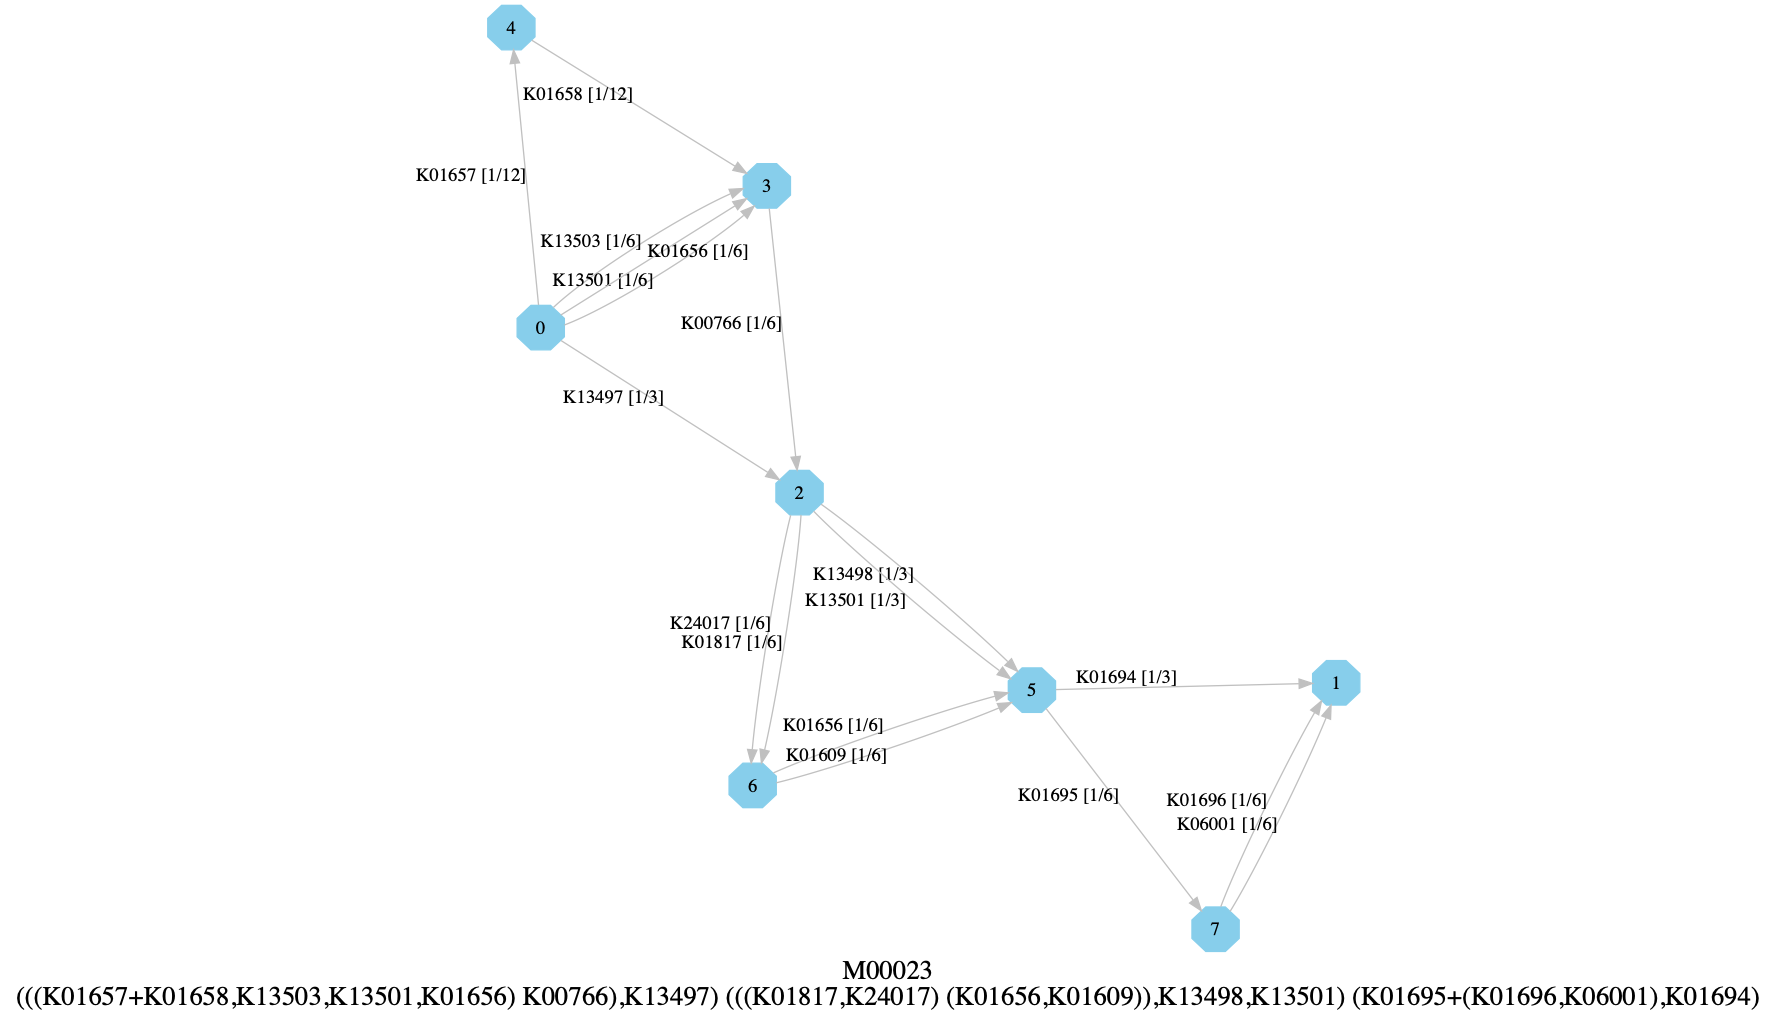 4
K01658 [1/12]
K01657 [1/12]
3
K13503 [1/6]
K01656 [1/6]
K13501 [1/6]
0
K00766 [1/6]
K13497 [1/3]
2
K13498 [1/3]
K13501 [1/3]
K24017 [1/6]
K01817 [1/6]
K01694 [1/3]
5
1
K01656 [1/6]
K01609 [1/6]
6
K01695 [1/6]
K01696 [1/6]
K06001 [1/6]
7
M00023
(((K01657+K01658,K13503,K13501,K01656) K00766),K13497) (((K01817,K24017) (K01656,K01609)),K13498,K13501) (K01695+(K01696,K06001),K01694)